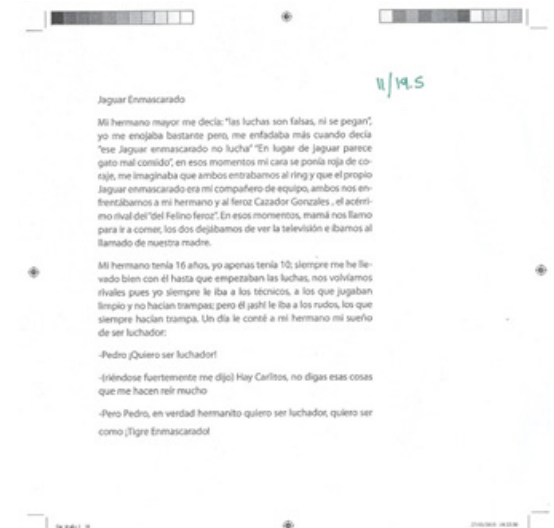 11/19.5
Jaguar Enmascarado
Mi hermano mayor me decía: "las luchas son falsas, ni se pegan",
yo me enojaba bastante pero, me enfadaba más cuando decía
"ese Jaguar enmascarado no lucha" "En lugar de jaguar parece
gato mal comido", en esos momentos mi cara se ponía roja de co-
raje, me imaginaba que ambos entrabamos al ring y que el propio
Jaguar enmascarado era mi compañero de equipo, ambos nos en-
frentábamos a mi hermano y al feroz Cazador Gonzales , el acérri-
mo rival del "del Felino feroz". En esos momentos, mamá nos llamo
para ir a comer, los dos dejábamos de ver la televisión e íbamos al
llamado de nuestra madre.
Mi hermano tenía 16 años, yo apenas tenía 10; siempre me he lle-
vado bien con él hasta que empezaban las luchas, nos volvíamos
rivales pues yo siempre le iba a los técnicos, a los que jugaban
limpio y no hacían trampas; pero él ¡ash! le iba a los rudos, los que
siempre hacían trampa. Un día le conté a mi hermano mi sueño
de ser luchador:
-Pedro ¡Quiero ser luchador!
-(riéndose fuertemente me dijo) Hay Carlitos, no digas esas cosas
que me hacen reír mucho
-Pero Pedro, en verdad hermanito quiero ser luchador, quiero ser
como ¡Tigre Enmascarado!